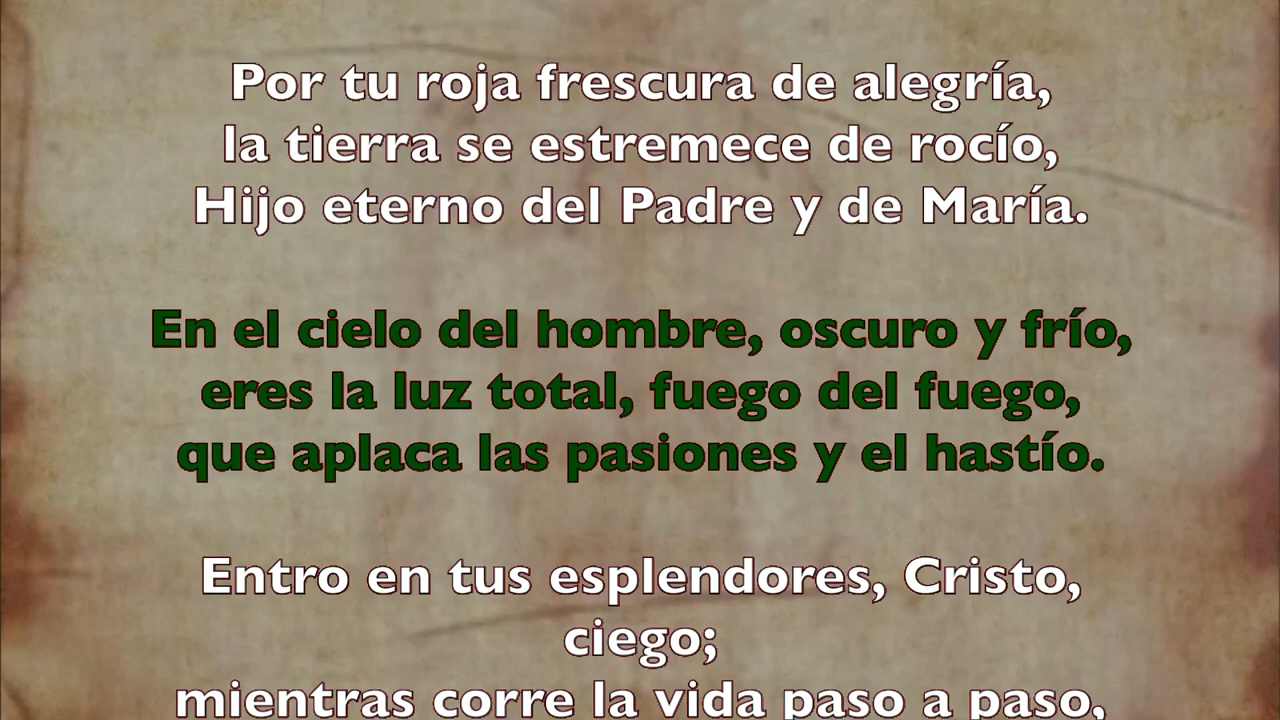 Por tu roja frescura de alegría,
la tierra se estremece de rocío,
Hijo eterno del Padre y de María.
En el cielo del hombre, oscuro y frío,
eres la luz total, fuego del fuego,
que aplaca las pasiones y el hastío.
Entro en tus esplendores, Cristo,
ciego;
mientras corre la vida paso a paso,